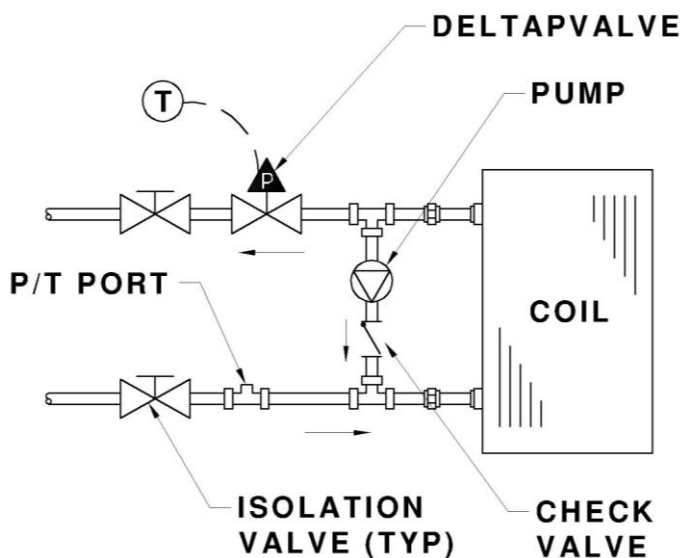 DELTAPVALVE
T
PUMP
P
P/T PORT
COIL
ISOLATION
VALVE (TYP)
CHECK
VALVE